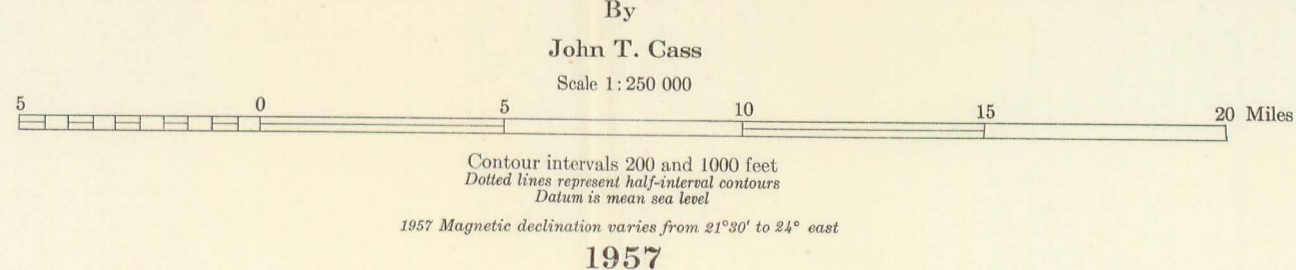 By
John T. Cass
Scale 1:250 000
5 0 5 10 15 20 Miles
Contour intervals 200 and 1000 feet
Dotted lines represent half-interval contours
Datum is mean sea level
1957 Magnetic declination varies from 21°30' to 24° east
1957